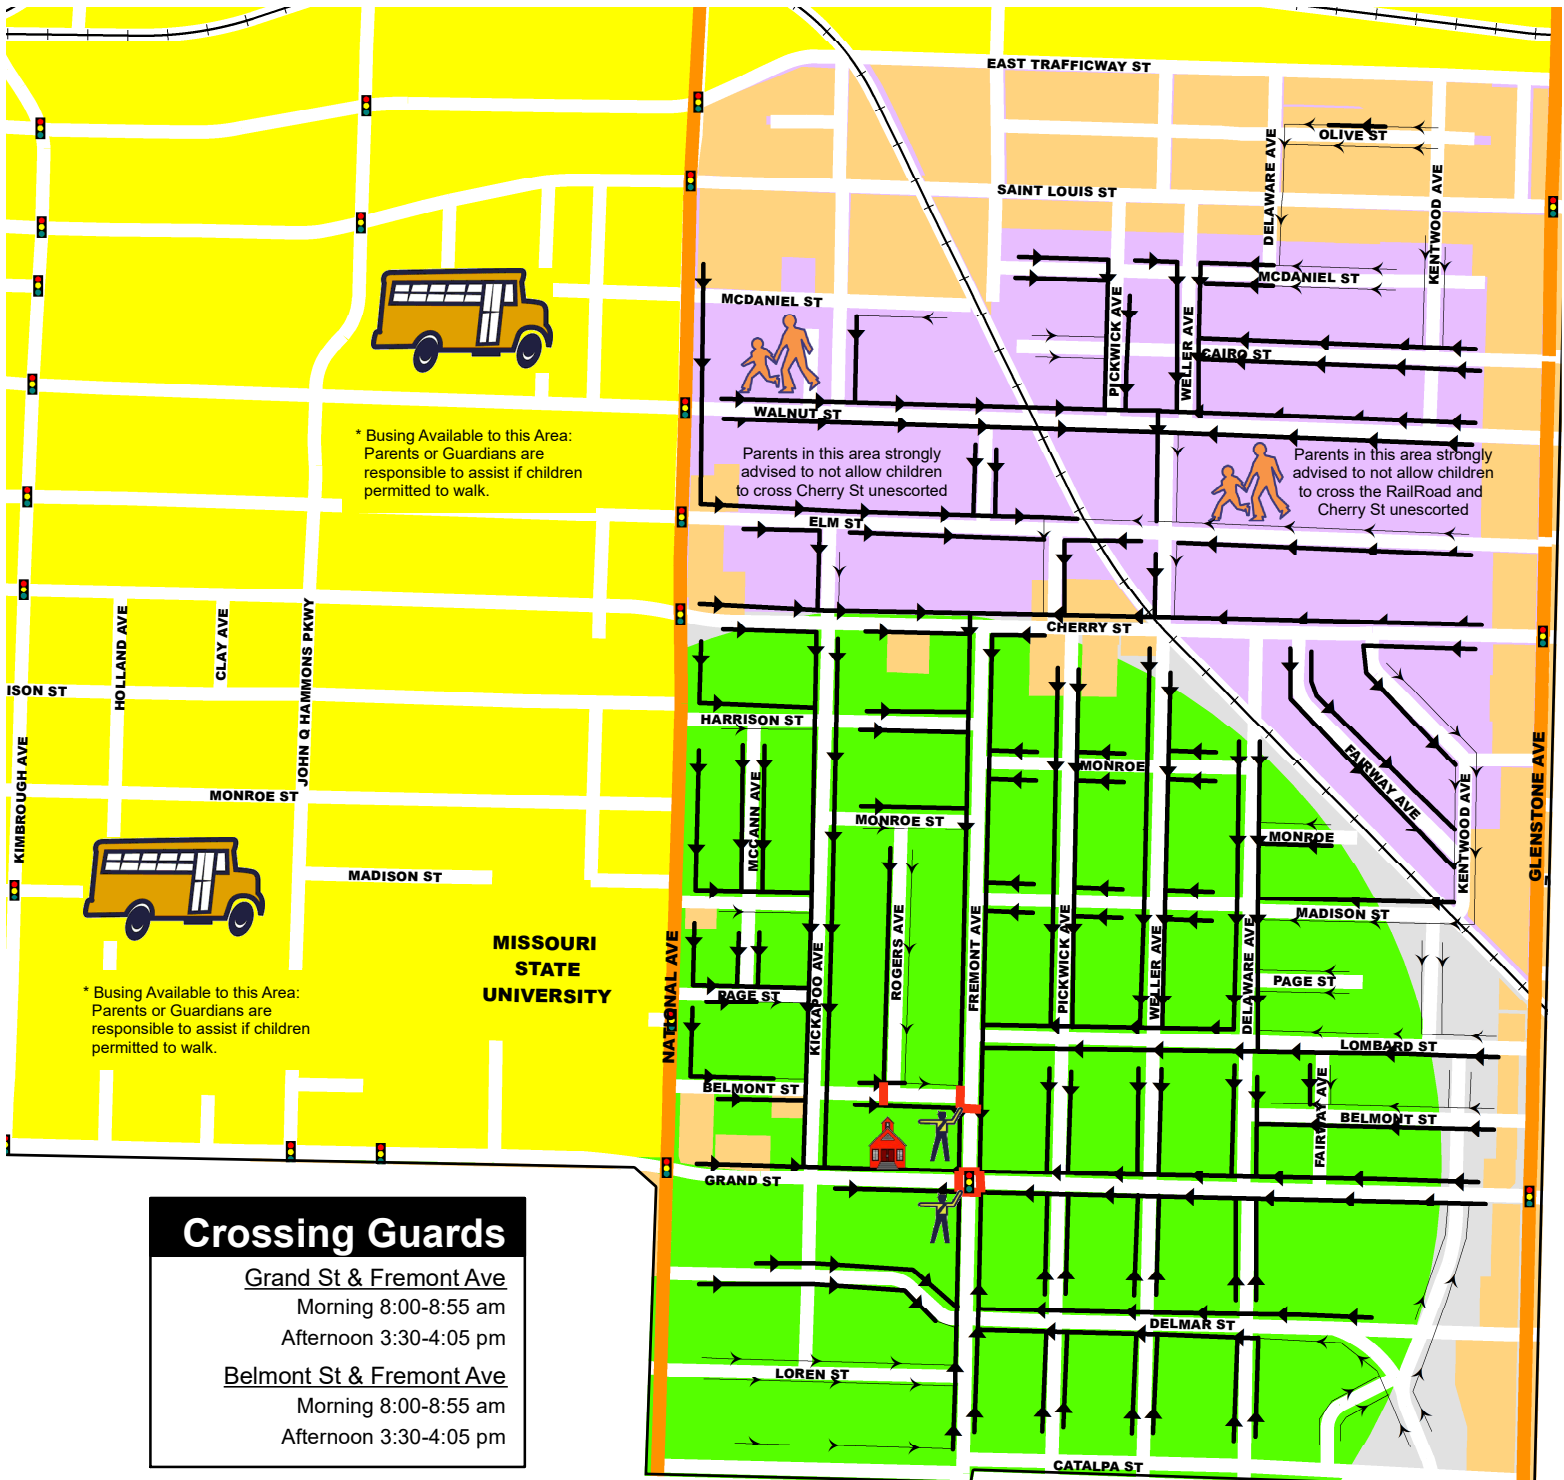 EAST TRAFFICWAY ST
OLIVE ST
DELAWARE AVE
KENTWOOD AVE
SAINT LOUIS ST
MCDANIEL ST
MCDANIEL ST
PICKWICK AVE
WELLER AVE
CAIRO ST
WALNUT ST
* Busing Available to this Area:
Parents or Guardians are
responsible to assist if children
permitted to walk.
Parents in this area strongly
advised to not allow children
to cross Cherry St unescorted
Parents in this area strongly
advised to not allow children
to cross the RailRoad and
Cherry St unescorted
ELM ST
CHERRY ST
HOLLAND AVE
CLAY AVE
JOHN Q HAMMONS PKWY
ISON ST
HARRISON ST
KIMBROUGH AVE
MONROE ST
MCCANN AVE
MONROE ST
MONROE
MONROE
FAIRWAY AVE
KENTWOOD AVE
GLENSTONE AVE
MADISON ST
MADISON ST
MISSOURI
STATE
UNIVERSITY
NATIONAL AVE
KICKAPOO AVE
ROGERS AVE
FREMONT AVE
PICKWICK AVE
WELLER AVE
DELAWARE AVE
PAGE ST
PAGE ST
* Busing Available to this Area:
Parents or Guardians are
responsible to assist if children
permitted to walk.
LOMBARD ST
BELMONT ST
BELMONT ST
FAIRWAY AVE
GRAND ST
Crossing Guards
Grand St & Fremont Ave
Morning 8:00-8:55 am
Afternoon 3:30-4:05 pm
Belmont St & Fremont Ave
Morning 8:00-8:55 am
Afternoon 3:30-4:05 pm
DELMAR ST
LOREN ST
CATALPA ST